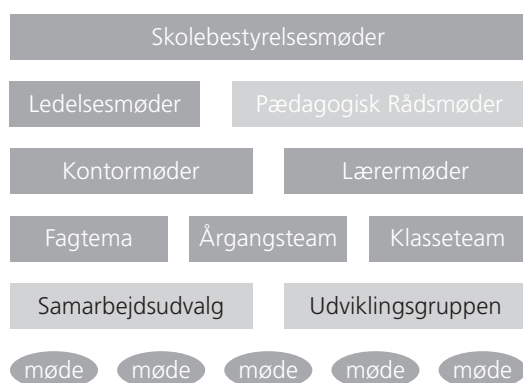 Skolebestyrelsesmøder
Ledelsesmøder Pædagogisk Rådsmøder
Kontormøder Lærermøder
Fagtema Årgangsteam Klasseteam
Samarbejdsudvalg Udviklingsgruppen
møde møde møde møde møde